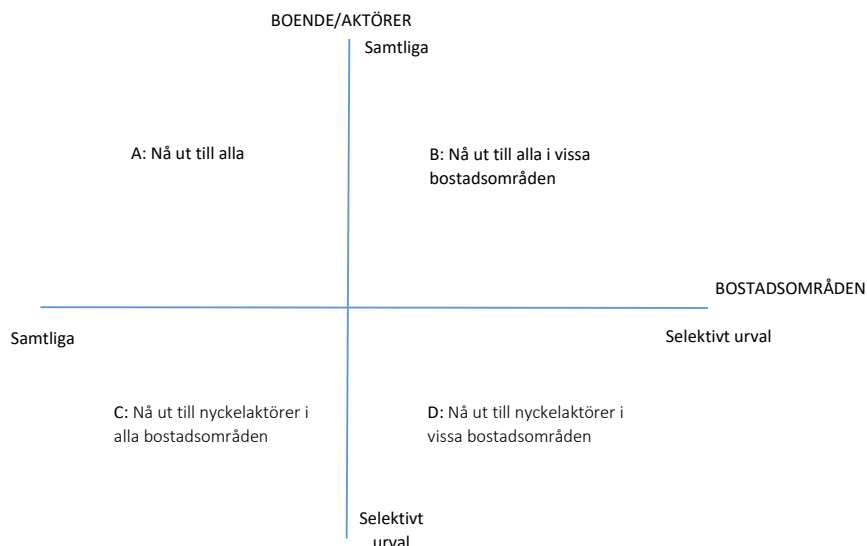 BOENDE/AKTÖRER
Samtliga
A: Nå ut till alla
B: Nå ut till alla i vissa
bostadsområden
BOSTADSOMRÅDEN
Samtliga
Selektivt urval
C: Nå ut till nyckelaktörer i
alla bostadsområden
D: Nå ut till nyckelaktörer i
vissa bostadsområden
Selektivt
urval